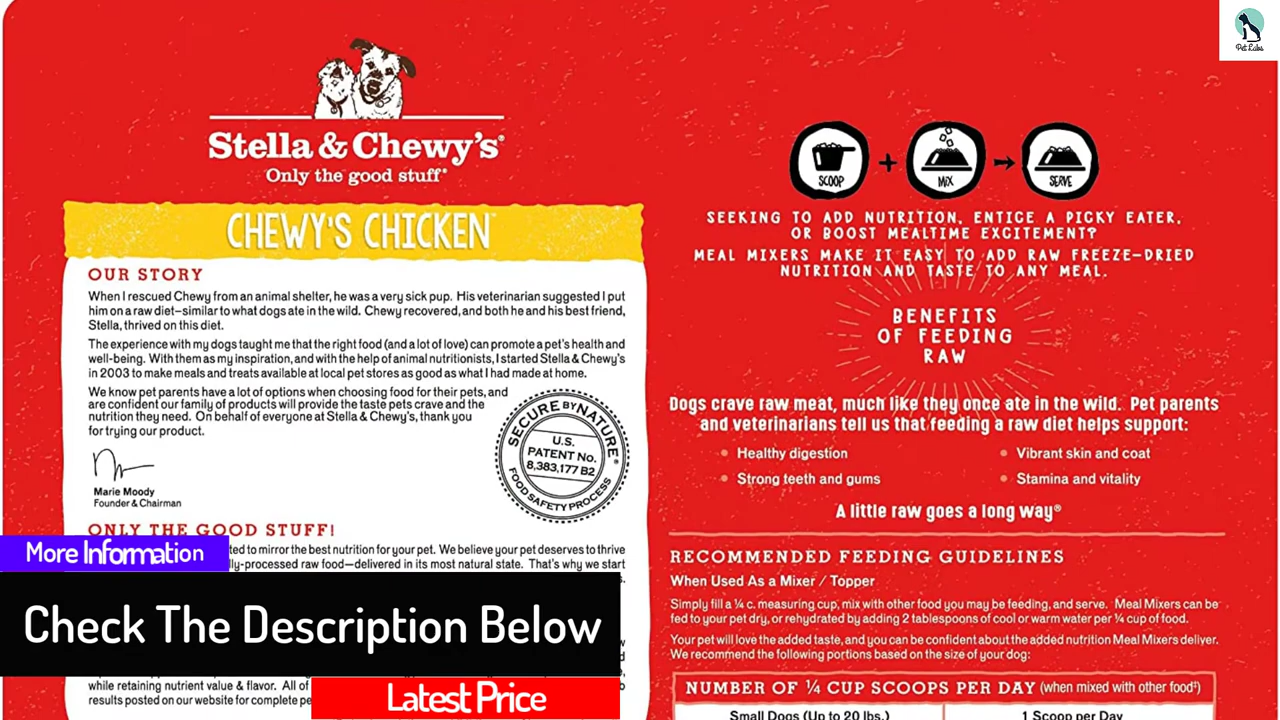 Pet Labs
Stella & Chewy's®
Only the good stuff®
CHEWY'S CHICKEN™
OUR STORY
When I rescued Chewy from an animal shelter, he was a very sick pup. His veterinarian suggested I put
him on a raw diet–similar to what dogs ate in the wild. Chewy recovered, and both he and his best friend,
Stella, thrived on this diet.
The experience with my dogs taught me that the right food (and a lot of love) can promote a pet's health and
well-being. With them as my inspiration, and with the help of animal nutritionists, I started Stella & Chewy's
in 2003 to make meals and treats available at local pet stores as good as what I had made at home.
We know pet parents have a lot of options when choosing food for their pets, and
are confident our family of products will provide the taste pets crave and the
nutrition they need. On behalf of everyone at Stella & Chewy's, thank you
for trying our product.
SECURE BY NATURE®
U.S.
PATENT No.
8,383,177 B2
FOOD SAFETY PROCESS
Marie Moody
Founder & Chairman
ONLY THE GOOD STUFF!
ted to mirror the best nutrition for your pet. We believe your pet deserves to thrive
lly-processed raw food—delivered in its most natural state. That's why we start
More Information
Check The Description Below
while retaining nutrient value & flavor. All of
results posted on our website for complete pe
Latest Price
SCOOP + MIX → SERVE
SEEKING TO ADD NUTRITION, ENTICE A PICKY EATER,
OR BOOST MEALTIME EXCITEMENT?
MEAL MIXERS MAKE IT EASY TO ADD RAW FREEZE-DRIED
NUTRITION AND TASTE TO ANY MEAL.
BENEFITS
OF FEEDING
RAW
Dogs crave raw meat, much like they once ate in the wild. Pet parents
and veterinarians tell us that feeding a raw diet helps support:
• Healthy digestion • Vibrant skin and coat
• Strong teeth and gums • Stamina and vitality
A little raw goes a long way®
RECOMMENDED FEEDING GUIDELINES
When Used As a Mixer / Topper
Simply fill a ¼ c. measuring cup, mix with other food you may be feeding, and serve. Meal Mixers can be
fed to your pet dry, or rehydrated by adding 2 tablespoons of cool or warm water per ¼ cup of food.
Your pet will love the added taste, and you can be confident about the added nutrition Meal Mixers deliver.
We recommend the following portions based on the size of your dog:
NUMBER OF ¼ CUP SCOOPS PER DAY (when mixed with other food‡)
Small Dogs (Up to 20 lbs.) 1 Scoop per Day